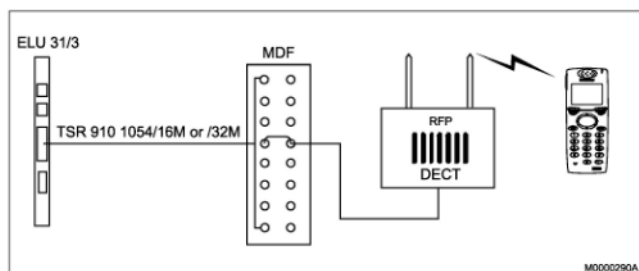 ELU 31/3
MDF
TSR 910 1054/16M or /32M
RFP
DECT
M0000290A